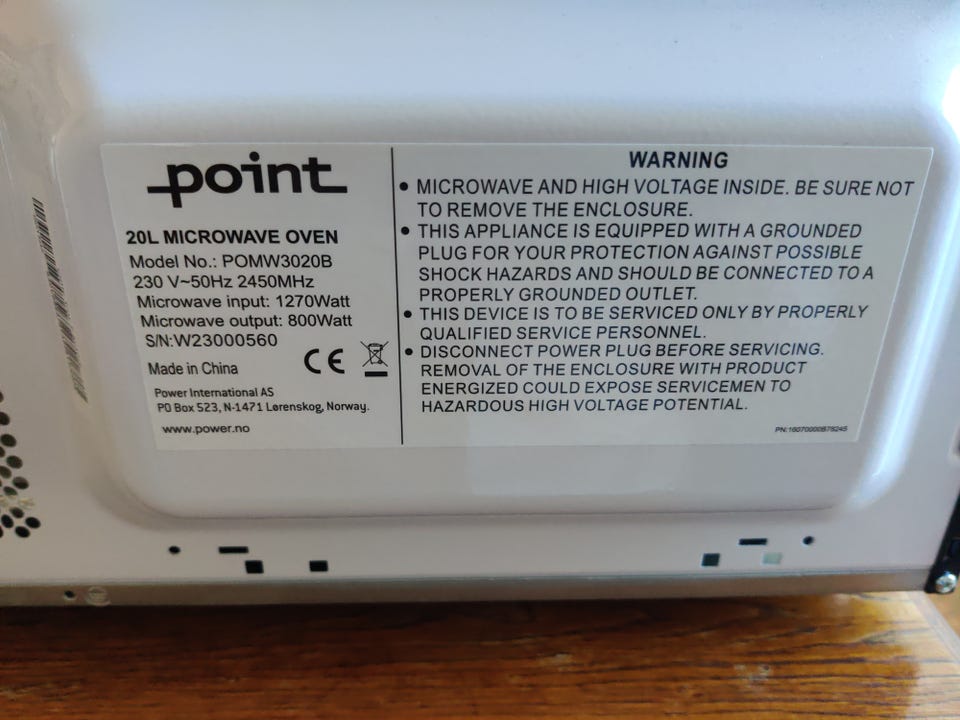 point
20L MICROWAVE OVEN
Model No.: POMW3020B
230 V~50Hz 2450MHz
Microwave input: 1270Watt
Microwave output: 800Watt
S/N:W23000560
Made in China
CE
Power International AS
PO Box 523, N-1471 Lørenskog, Norway.
www.power.no
WARNING
• MICROWAVE AND HIGH VOLTAGE INSIDE. BE SURE NOT
TO REMOVE THE ENCLOSURE.
• THIS APPLIANCE IS EQUIPPED WITH A GROUNDED
PLUG FOR YOUR PROTECTION AGAINST POSSIBLE
SHOCK HAZARDS AND SHOULD BE CONNECTED TO A
PROPERLY GROUNDED OUTLET.
• THIS DEVICE IS TO BE SERVICED ONLY BY PROPERLY
QUALIFIED SERVICE PERSONNEL.
• DISCONNECT POWER PLUG BEFORE SERVICING.
REMOVAL OF THE ENCLOSURE WITH PRODUCT
ENERGIZED COULD EXPOSE SERVICEMEN TO
HAZARDOUS HIGH VOLTAGE POTENTIAL.